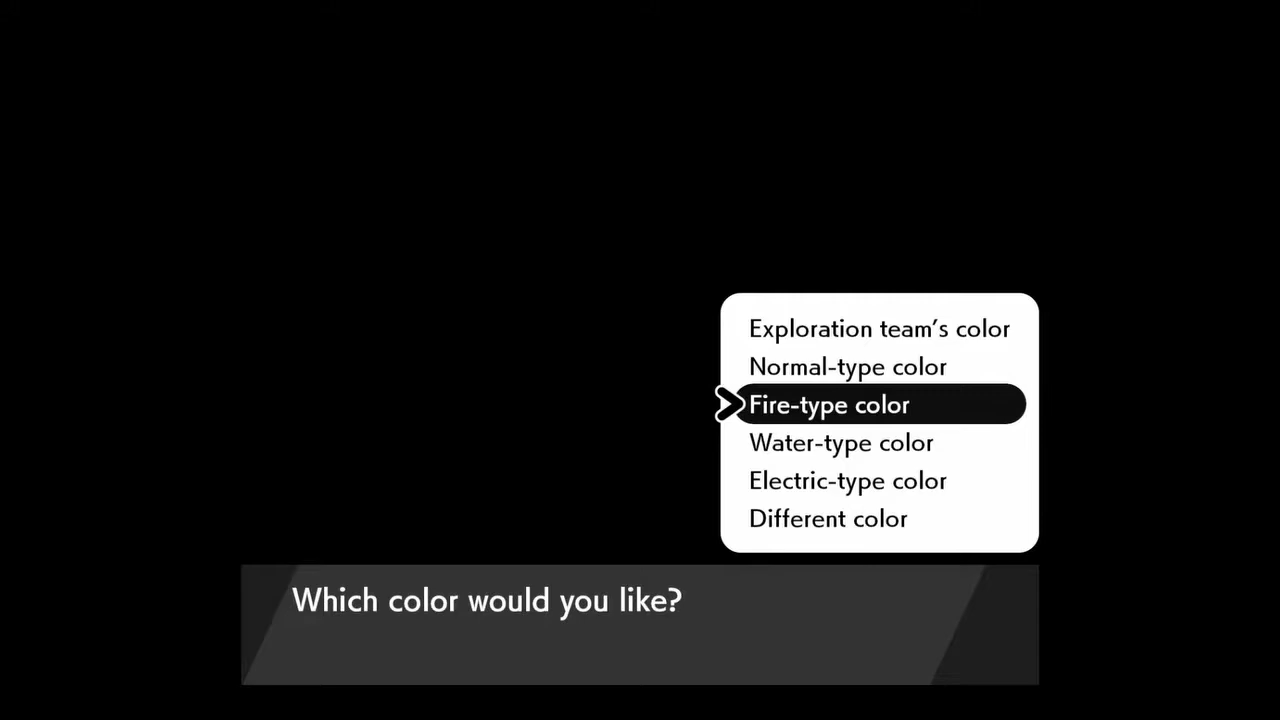 Exploration team's color
Normal-type color
Fire-type color
Water-type color
Electric-type color
Different color
Which color would you like?